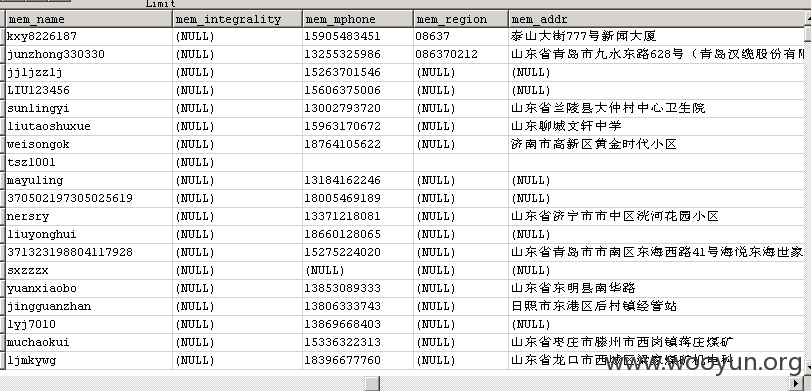 Limit
mem_name mem_integrality mem_mphone mem_region mem_addr
kxy8226187 (NULL) 15905483451 08637 泰山大街777号新闻大厦
junzhong330330 (NULL) 13255325986 086370212 山东省青岛市九水东路628号（青岛汉缆股份有限
jjljzzlj (NULL) 15263701546 (NULL) (NULL)
LIU123456 (NULL) 15606375006 (NULL) (NULL)
sunlingyi (NULL) 13002793720 (NULL) 山东省兰陵县大仲村中心卫生院
liutaoshuxue (NULL) 15963170672 (NULL) 山东聊城文轩中学
weisongok (NULL) 18764105622 (NULL) 济南市高新区黄金时代小区
tsz1001 (NULL)
mayuling (NULL) 13184162246 (NULL) (NULL)
370502197305025619 (NULL) 18005469189 (NULL) (NULL)
nersry (NULL) 13371218081 (NULL) 山东省济宁市市中区洸河花园小区
liuyonghui (NULL) 18660128065 (NULL) (NULL)
371323198804117928 (NULL) 15275224020 (NULL) 山东省青岛市市南区东海西路41号海悦东海世家
sxzzzx (NULL) (NULL) (NULL) (NULL)
yuanxiaobo (NULL) 13853089333 (NULL) 山东省东明县南华路
jingguanzhan (NULL) 13806333743 (NULL) 日照市东港区后村镇经管站
lyj7010 (NULL) 13869668403 (NULL) (NULL)
muchaokui (NULL) 15336322313 (NULL) 山东省枣庄市滕州市西岗镇蒋庄煤矿
ljmkywg (NULL) 18396677760 (NULL) 山东省龙口市西城区梁家煤矿机电科
www.wooyun.org